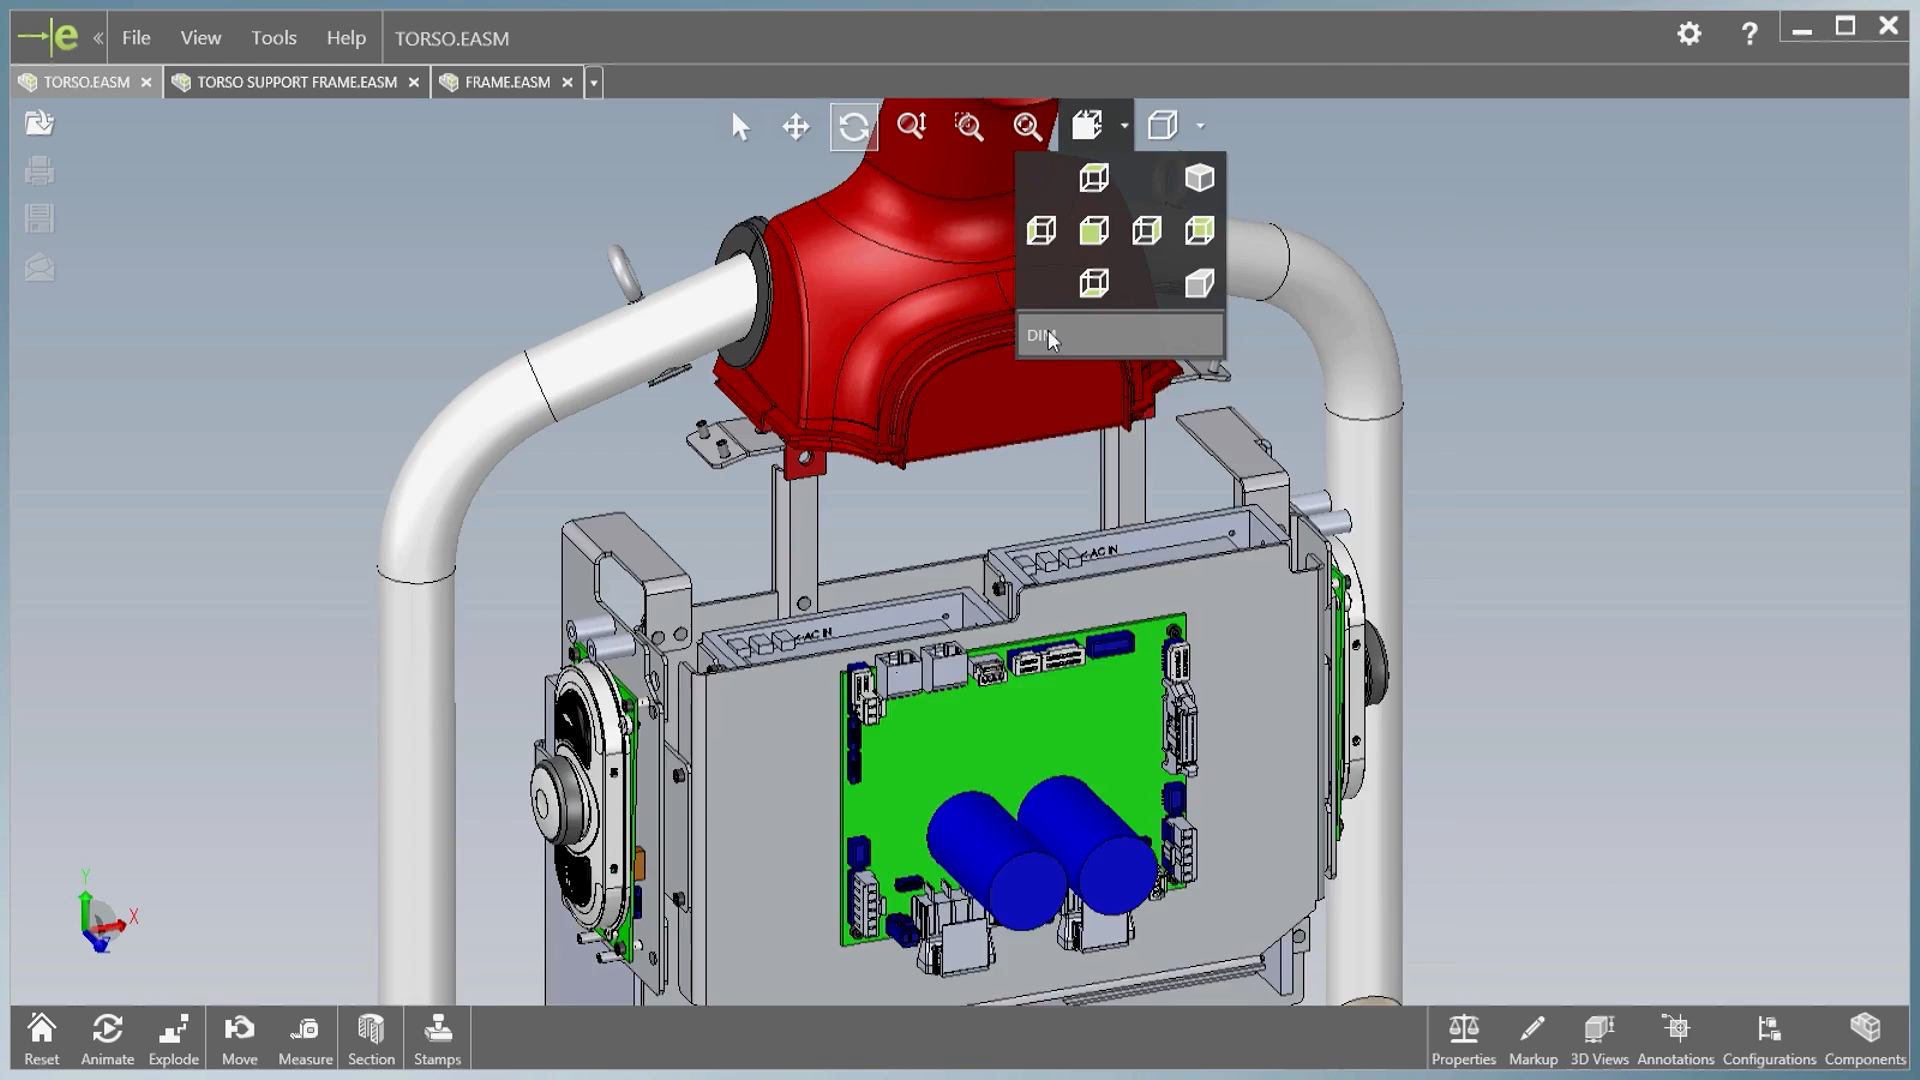 e « File View Tools Help TORSO.EASM ?
TORSO.EASM TORSO SUPPORT FRAME.EASM FRAME.EASM
AC IN
AC IN
Y
X
Reset Animate Explode Move Measure Section Stamps Properties Markup 3D Views Annotations Configurations Components